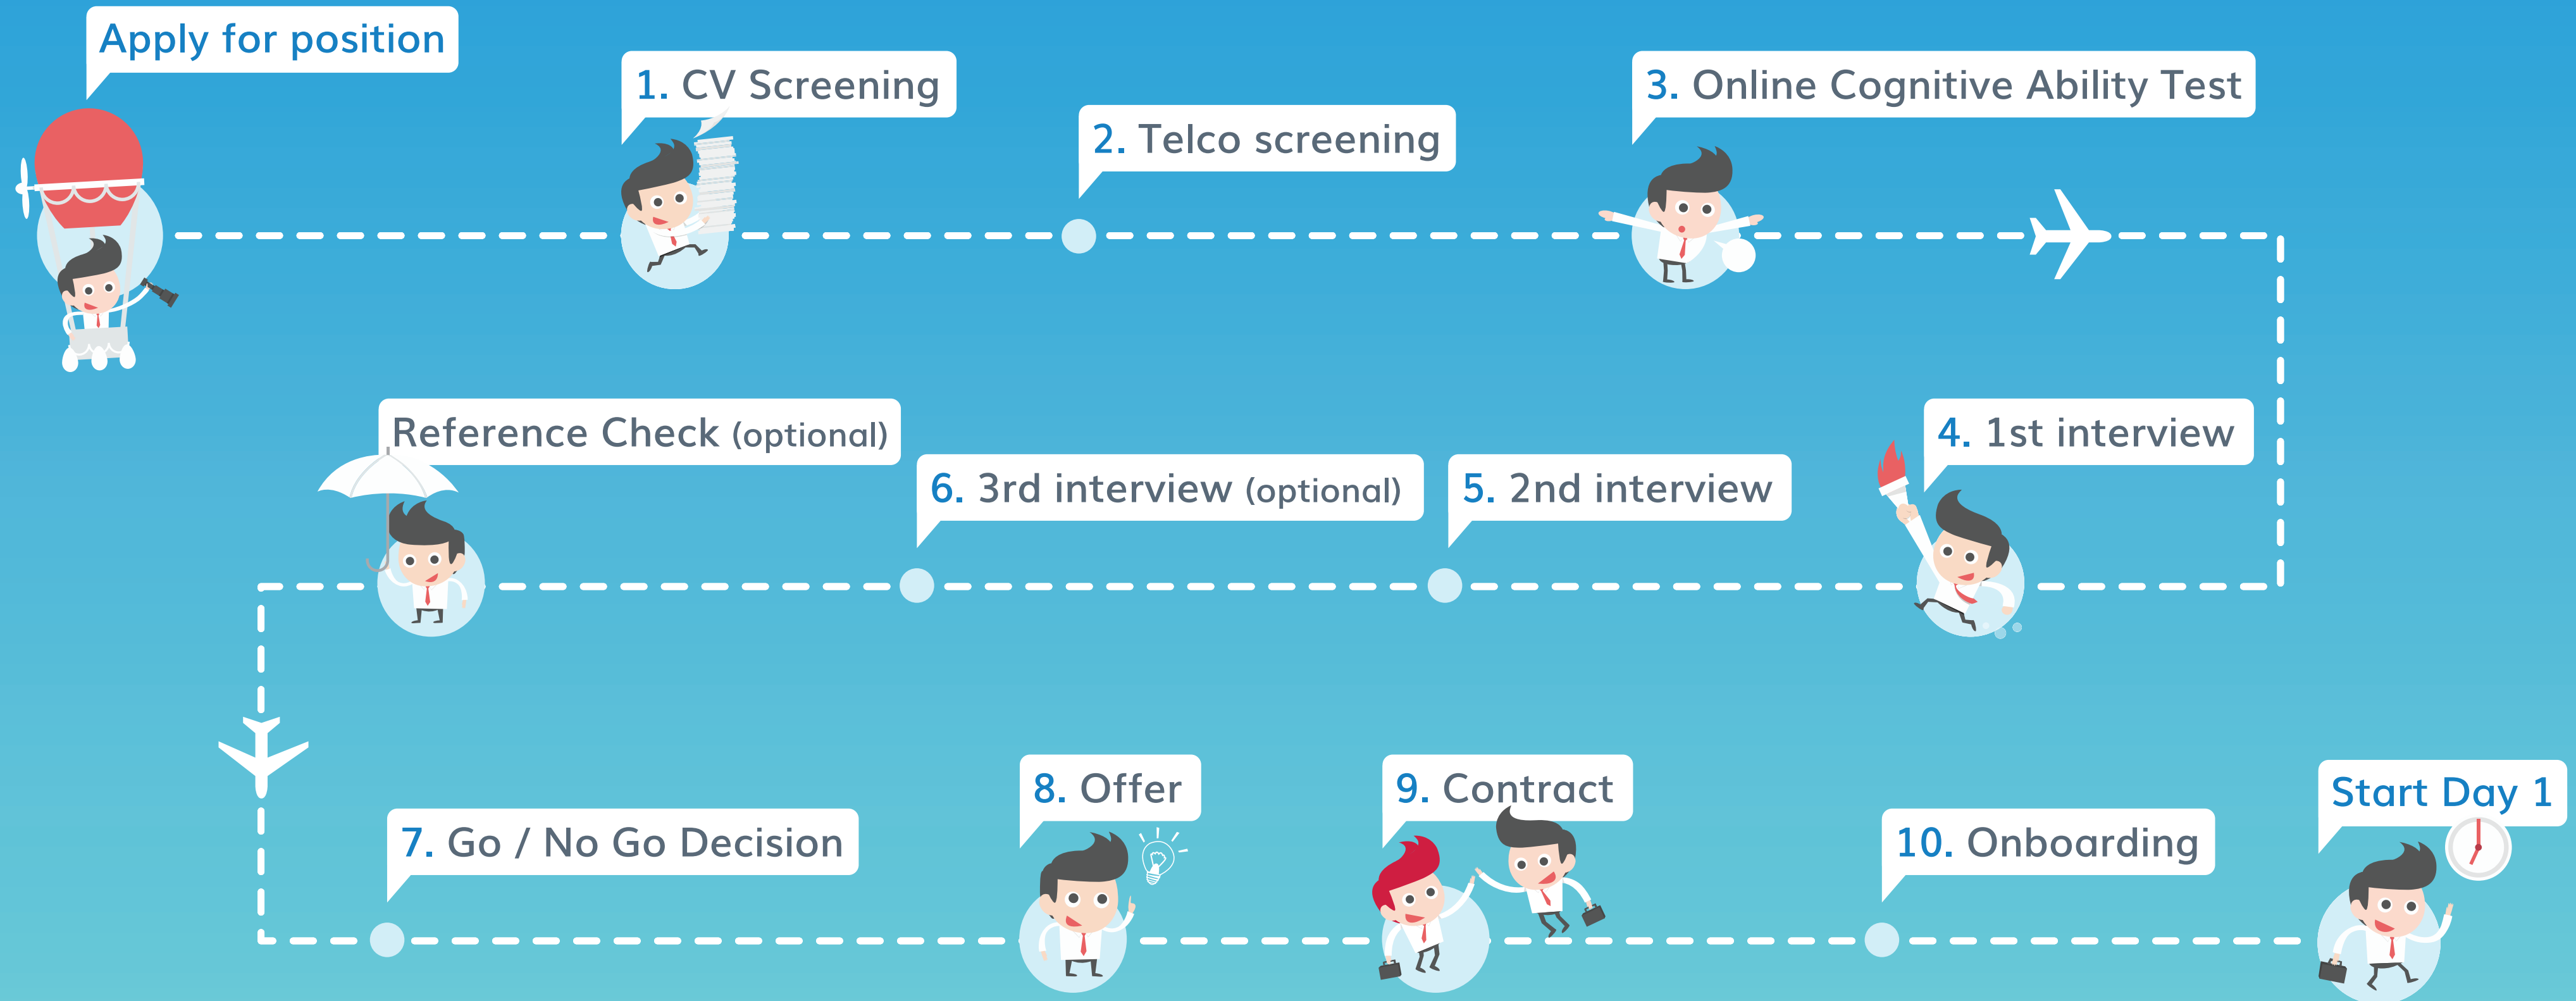 Apply for position
1. CV Screening
2. Telco screening
3. Online Cognitive Ability Test
4. 1st interview
5. 2nd interview
6. 3rd interview (optional)
Reference Check (optional)
7. Go / No Go Decision
8. Offer
9. Contract
10. Onboarding
Start Day 1